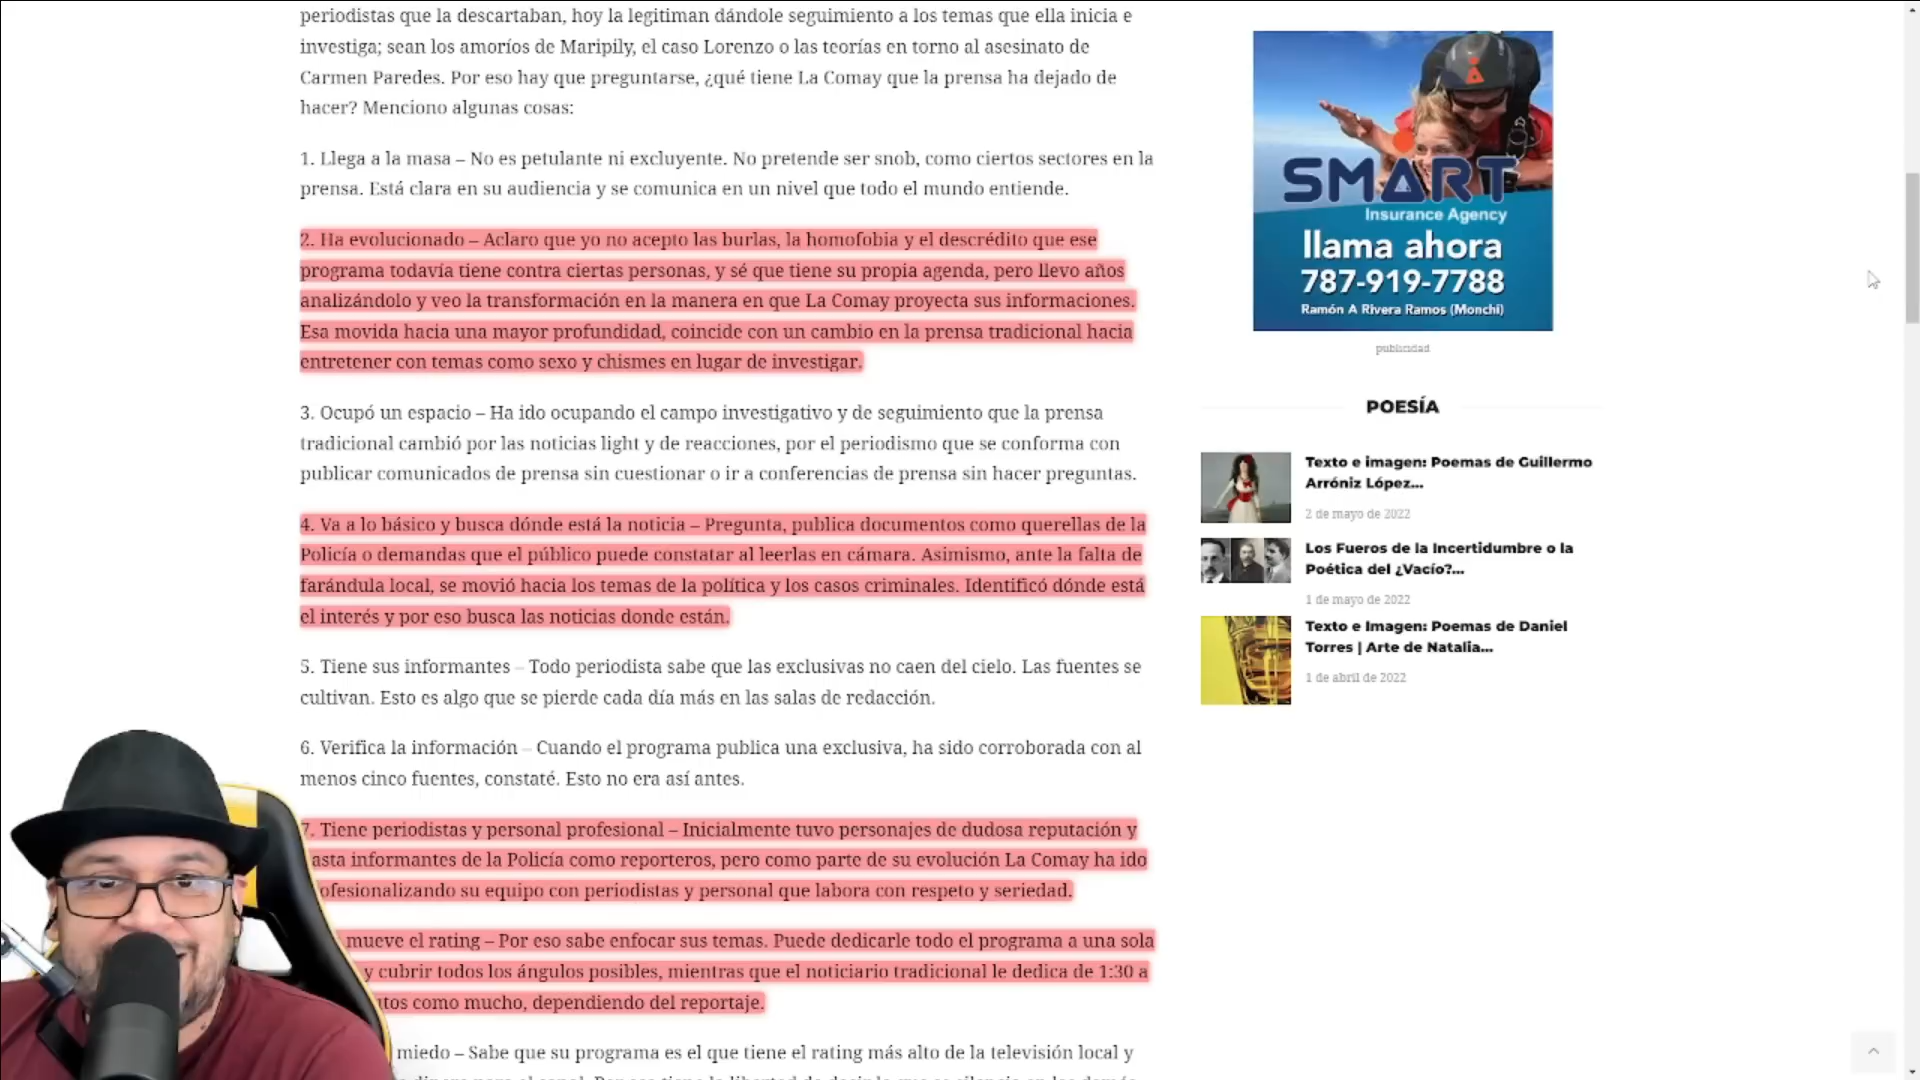 periodistas que la descartaban, hoy la legitiman dándole seguimiento a los temas que ella inicia e
investiga; sean los amoríos de Maripily, el caso Lorenzo o las teorías en torno al asesinato de
Carmen Paredes. Por eso hay que preguntarse, ¿qué tiene La Comay que la prensa ha dejado de
hacer? Menciono algunas cosas:
1. Llega a la masa – No es petulante ni excluyente. No pretende ser snob, como ciertos sectores en la
prensa. Está clara en su audiencia y se comunica en un nivel que todo el mundo entiende.
2. Ha evolucionado – Aclaro que yo no acepto las burlas, la homofobia y el descrédito que ese
programa todavía tiene contra ciertas personas, y sé que tiene su propia agenda, pero llevo años
analizándolo y veo la transformación en la manera en que La Comay proyecta sus informaciones.
Esa movida hacia una mayor profundidad, coincide con un cambio en la prensa tradicional hacia
entretener con temas como sexo y chismes en lugar de investigar.
3. Ocupó un espacio – Ha ido ocupando el campo investigativo y de seguimiento que la prensa
tradicional cambió por las noticias light y de reacciones, por el periodismo que se conforma con
publicar comunicados de prensa sin cuestionar o ir a conferencias de prensa sin hacer preguntas.
4. Va a lo básico y busca dónde está la noticia – Pregunta, publica documentos como querellas de la
Policía o demandas que el público puede constatar al leerlas en cámara. Asimismo, ante la falta de
farándula local, se movió hacia los temas de la política y los casos criminales. Identificó dónde está
el interés y por eso busca las noticias donde están.
5. Tiene sus informantes – Todo periodista sabe que las exclusivas no caen del cielo. Las fuentes se
cultivan. Esto es algo que se pierde cada día más en las salas de redacción.
6. Verifica la información – Cuando el programa publica una exclusiva, ha sido corroborada con al
menos cinco fuentes, constaté. Esto no era así antes.
7. Tiene periodistas y personal profesional – Inicialmente tuvo personajes de dudosa reputación y
asta informantes de la Policía como reporteros, pero como parte de su evolución La Comay ha ido
ofesionalizando su equipo con periodistas y personal que labora con respeto y seriedad.
mueve el rating – Por eso sabe enfocar sus temas. Puede dedicarle todo el programa a una sola
y cubrir todos los ángulos posibles, mientras que el noticiario tradicional le dedica de 1:30 a
tos como mucho, dependiendo del reportaje.
miedo – Sabe que su programa es el que tiene el rating más alto de la televisión local y
SMART
Insurance Agency
llama ahora
787-919-7788
Ramón A Rivera Ramos (Monchi)
publicidad
POESÍA
Texto e imagen: Poemas de Guillermo
Arróniz López...
2 de mayo de 2022
Los Fueros de la Incertidumbre o la
Poética del ¿Vacío?...
1 de mayo de 2022
Texto e Imagen: Poemas de Daniel
Torres | Arte de Natalia...
1 de abril de 2022